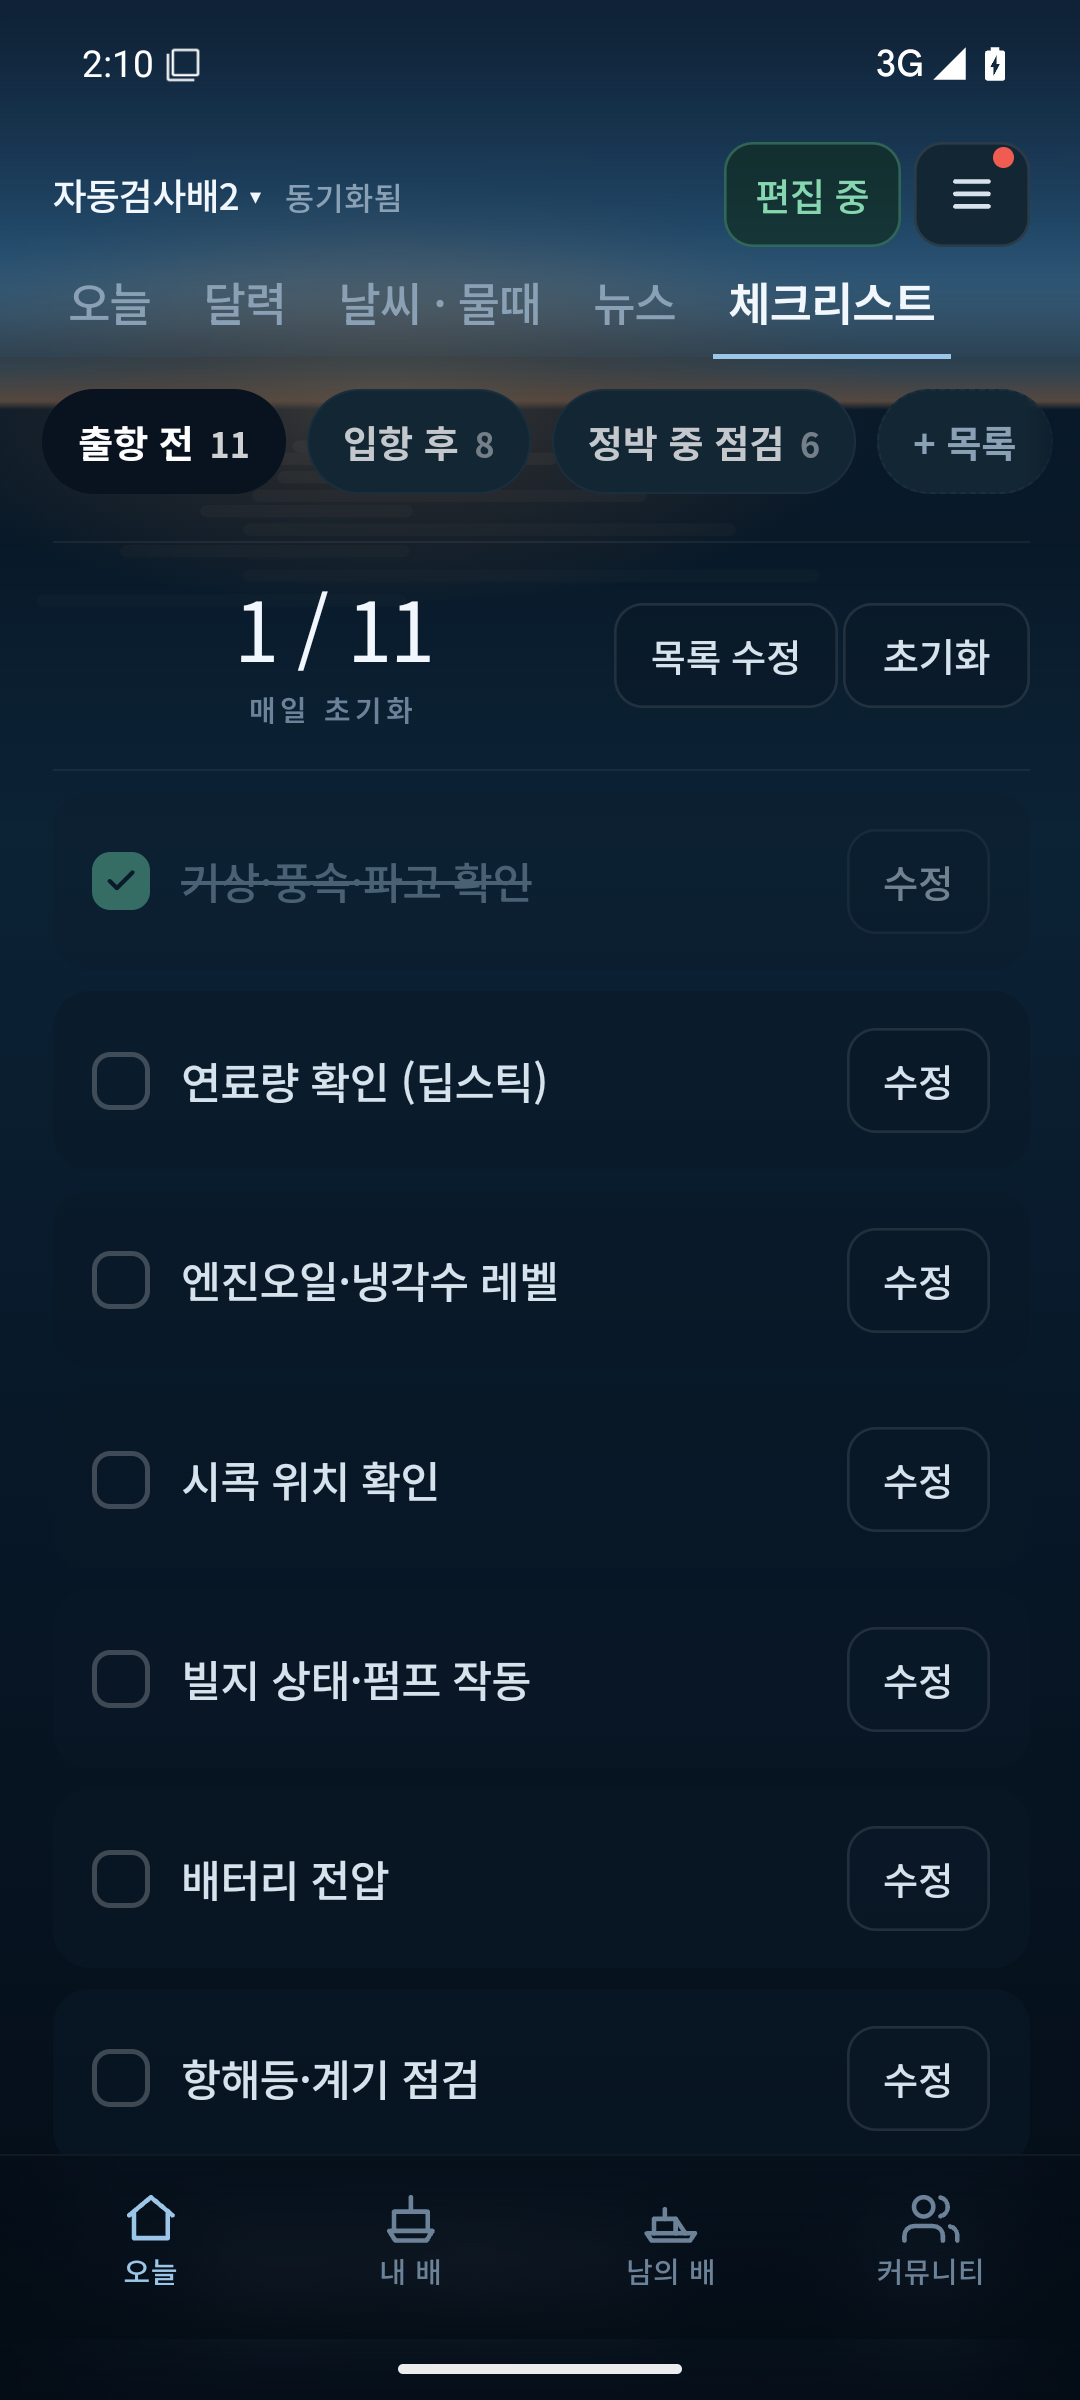 2:10 3G
자동검사배2 ▾ 동기화됨 편집 중
오늘 달력 날씨 · 물때 뉴스 체크리스트
출항 전 11 입항 후 8 정박 중 점검 6 + 목록
1 / 11 목록 수정 초기화
매일 초기화
기상·풍속·파고 확인 수정
연료량 확인 (딥스틱) 수정
엔진오일·냉각수 레벨 수정
시콕 위치 확인 수정
빌지 상태·펌프 작동 수정
배터리 전압 수정
항해등·계기 점검 수정
오늘 내 배 남의 배 커뮤니티